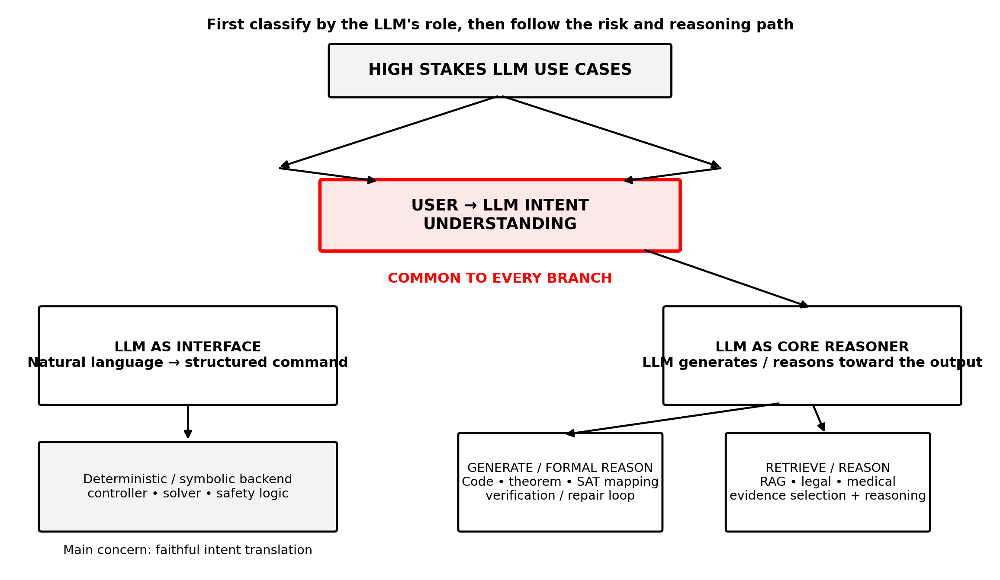 First classify by the LLM's role, then follow the risk and reasoning path
HIGH STAKES LLM USE CASES
USER → LLM INTENT
UNDERSTANDING
COMMON TO EVERY BRANCH
LLM AS INTERFACE
Natural language → structured command
LLM AS CORE REASONER
LLM generates / reasons toward the output
Deterministic / symbolic backend
controller • solver • safety logic
GENERATE / FORMAL REASON
Code • theorem • SAT mapping
verification / repair loop
RETRIEVE / REASON
RAG • legal • medical
evidence selection + reasoning
Main concern: faithful intent translation